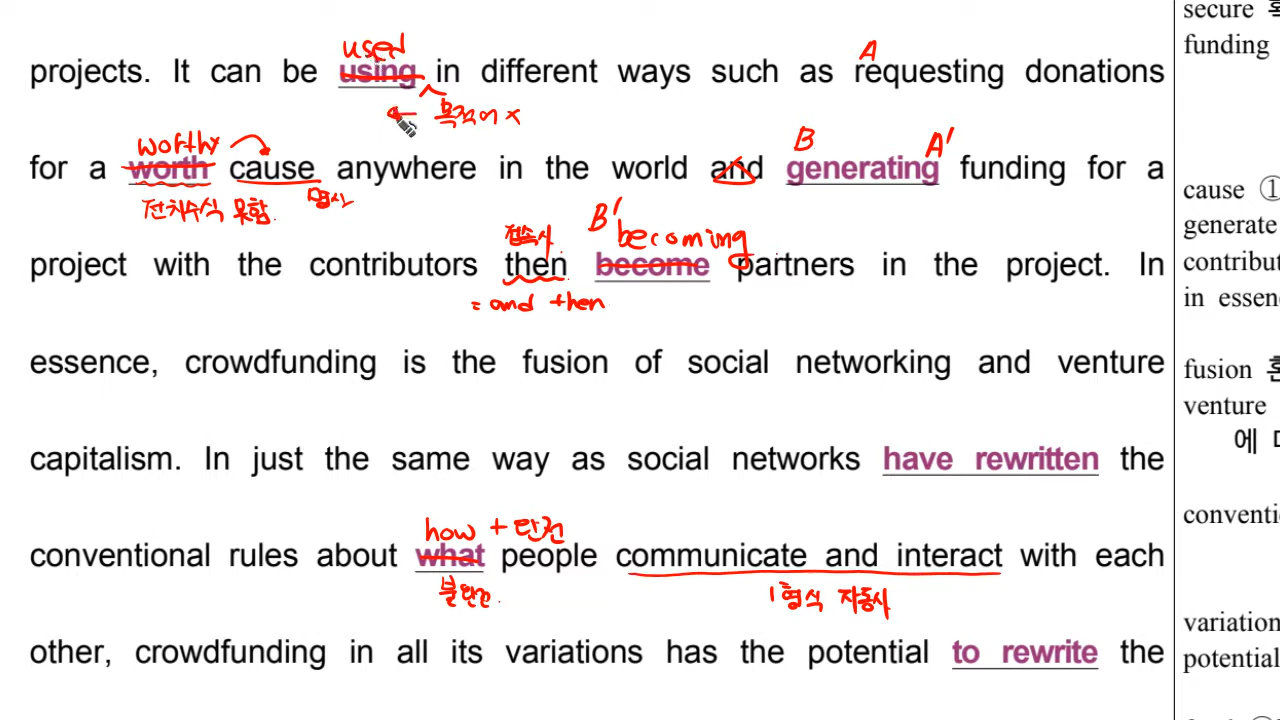 secure 혼
used A
projects. It can be using in different ways such as requesting donations
funding
목적어 x
worthy B A'
for a worth cause anywhere in the world and generating funding for a
cause ①
전치수식 못함. 명사
접속사 B' becoming
generate
project with the contributors then become partners in the project. In
contribut
= and then
in essen
essence, crowdfunding is the fusion of social networking and venture
fusion 혼
venture
capitalism. In just the same way as social networks have rewritten the
에
how + 완전
conventi
conventional rules about what people communicate and interact with each
불완전
1형식 자동사
variation
other, crowdfunding in all its variations has the potential to rewrite the
potential